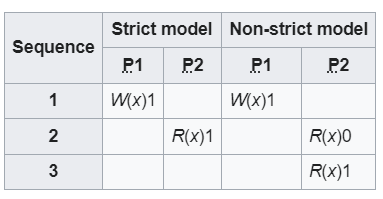 Sequence Strict model Non-strict model
P1 P2 P1 P2
1 W(x)1 W(x)1
2 R(x)1 R(x)0
3 R(x)1